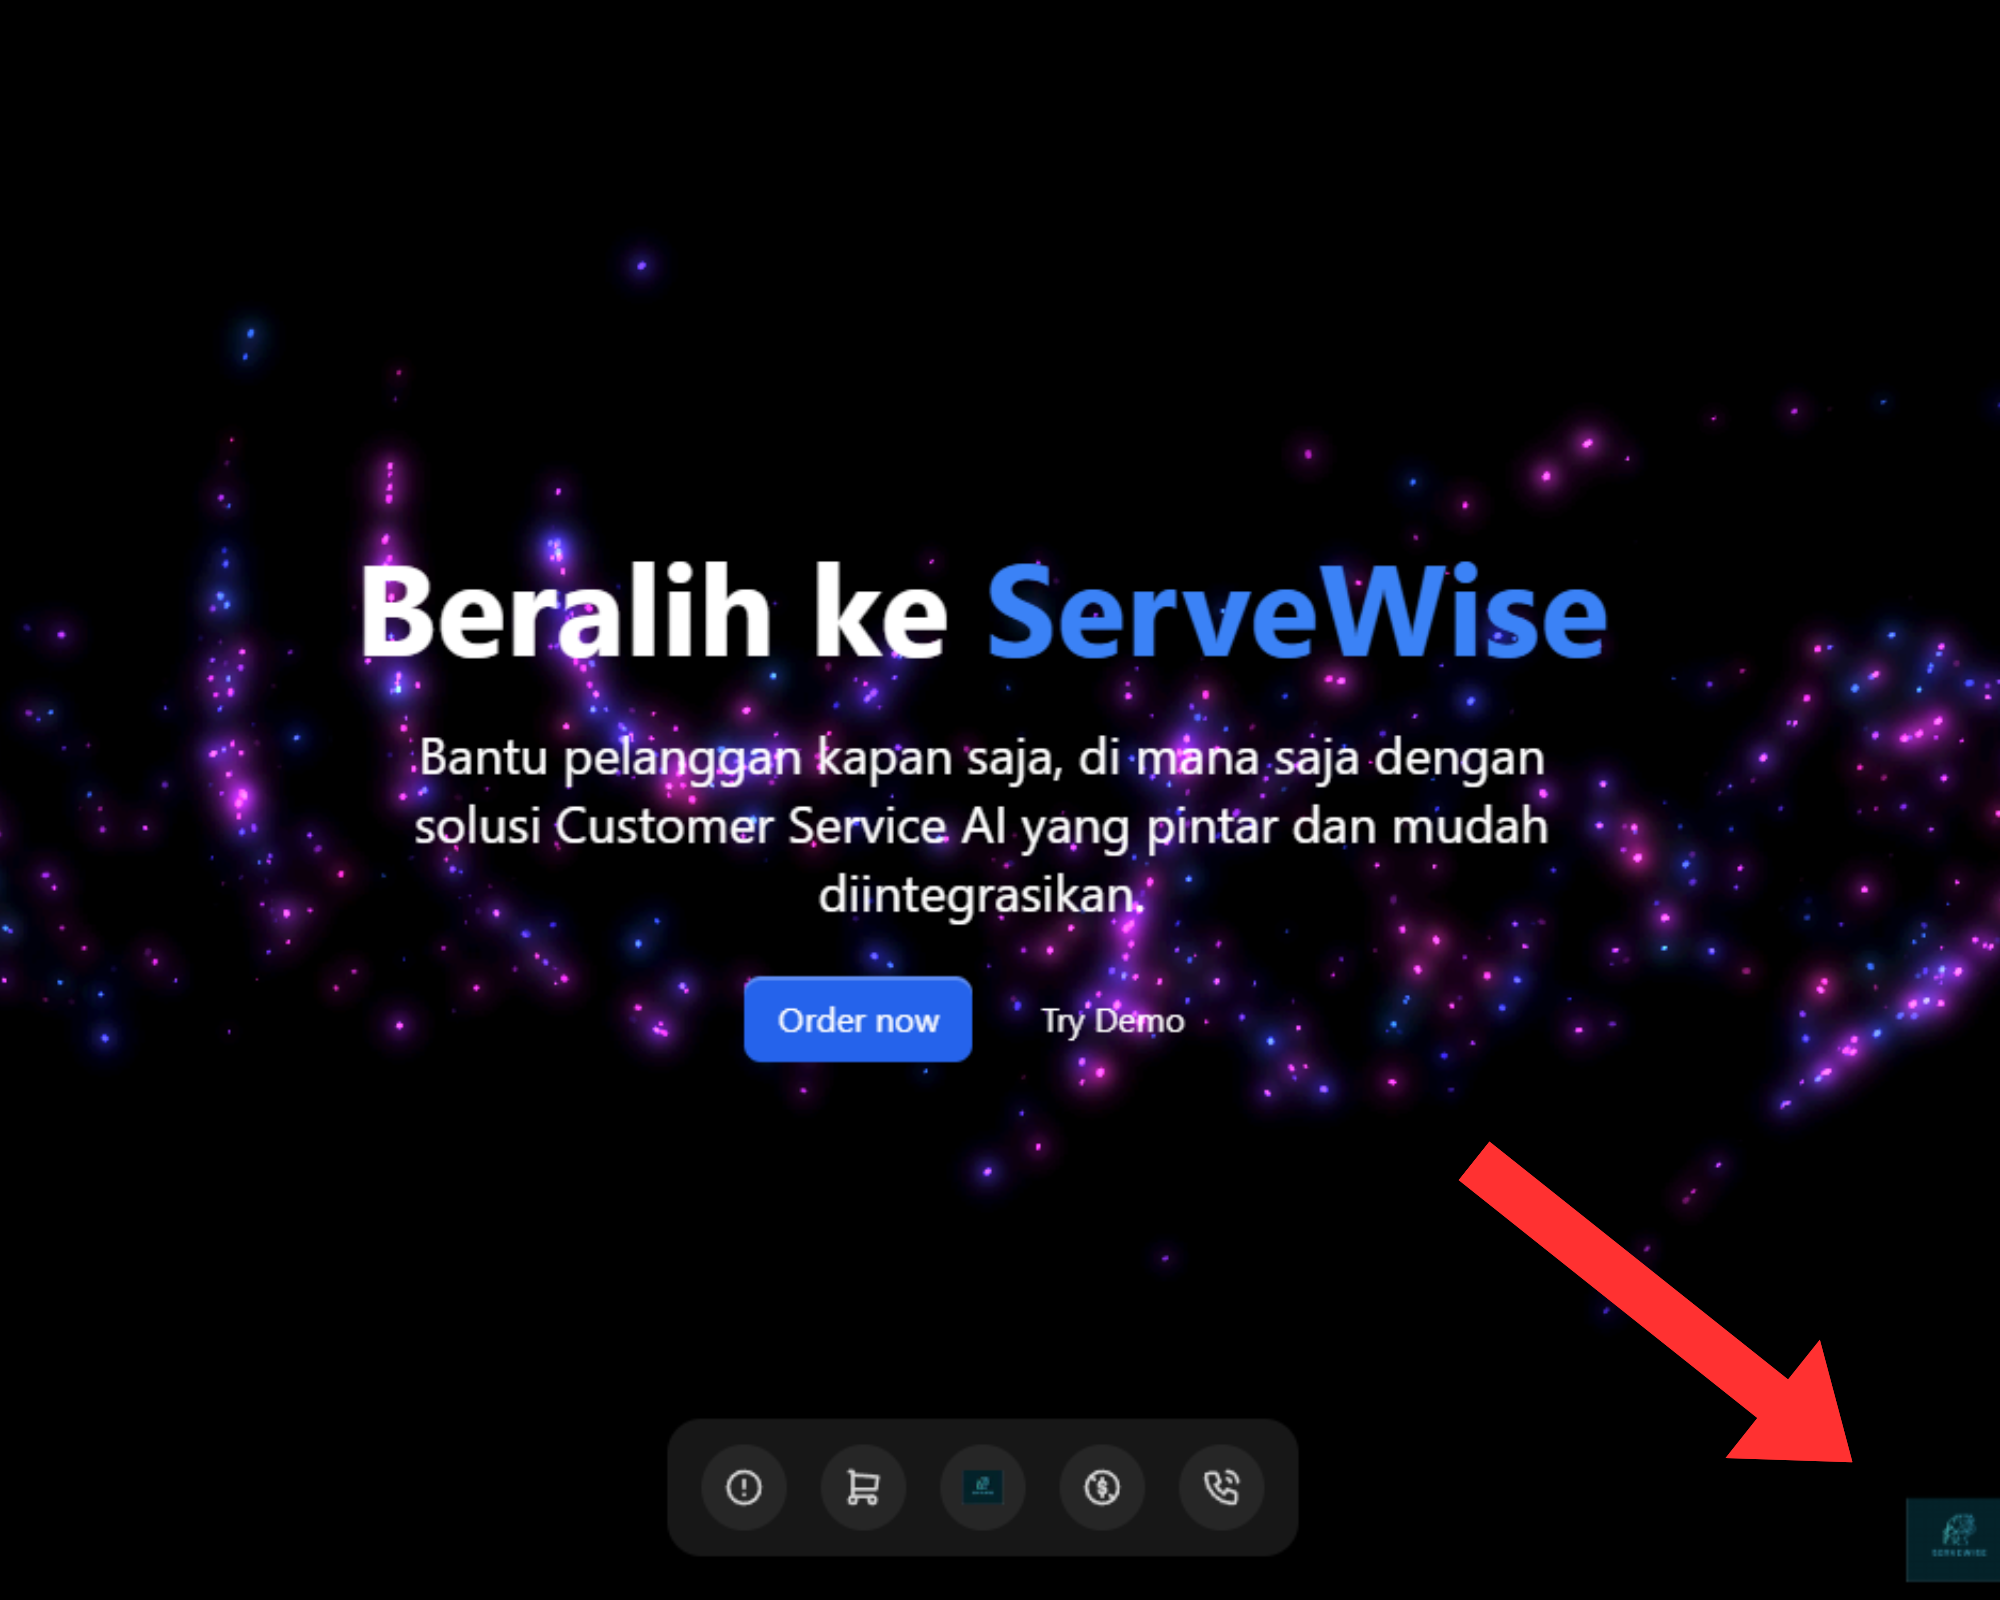 Beralih ke ServeWise
Bantu pelanggan kapan saja, di mana saja dengan
solusi Customer Service AI yang pintar dan mudah
diintegrasikan.
Order now
Try Demo
SERVEWISE